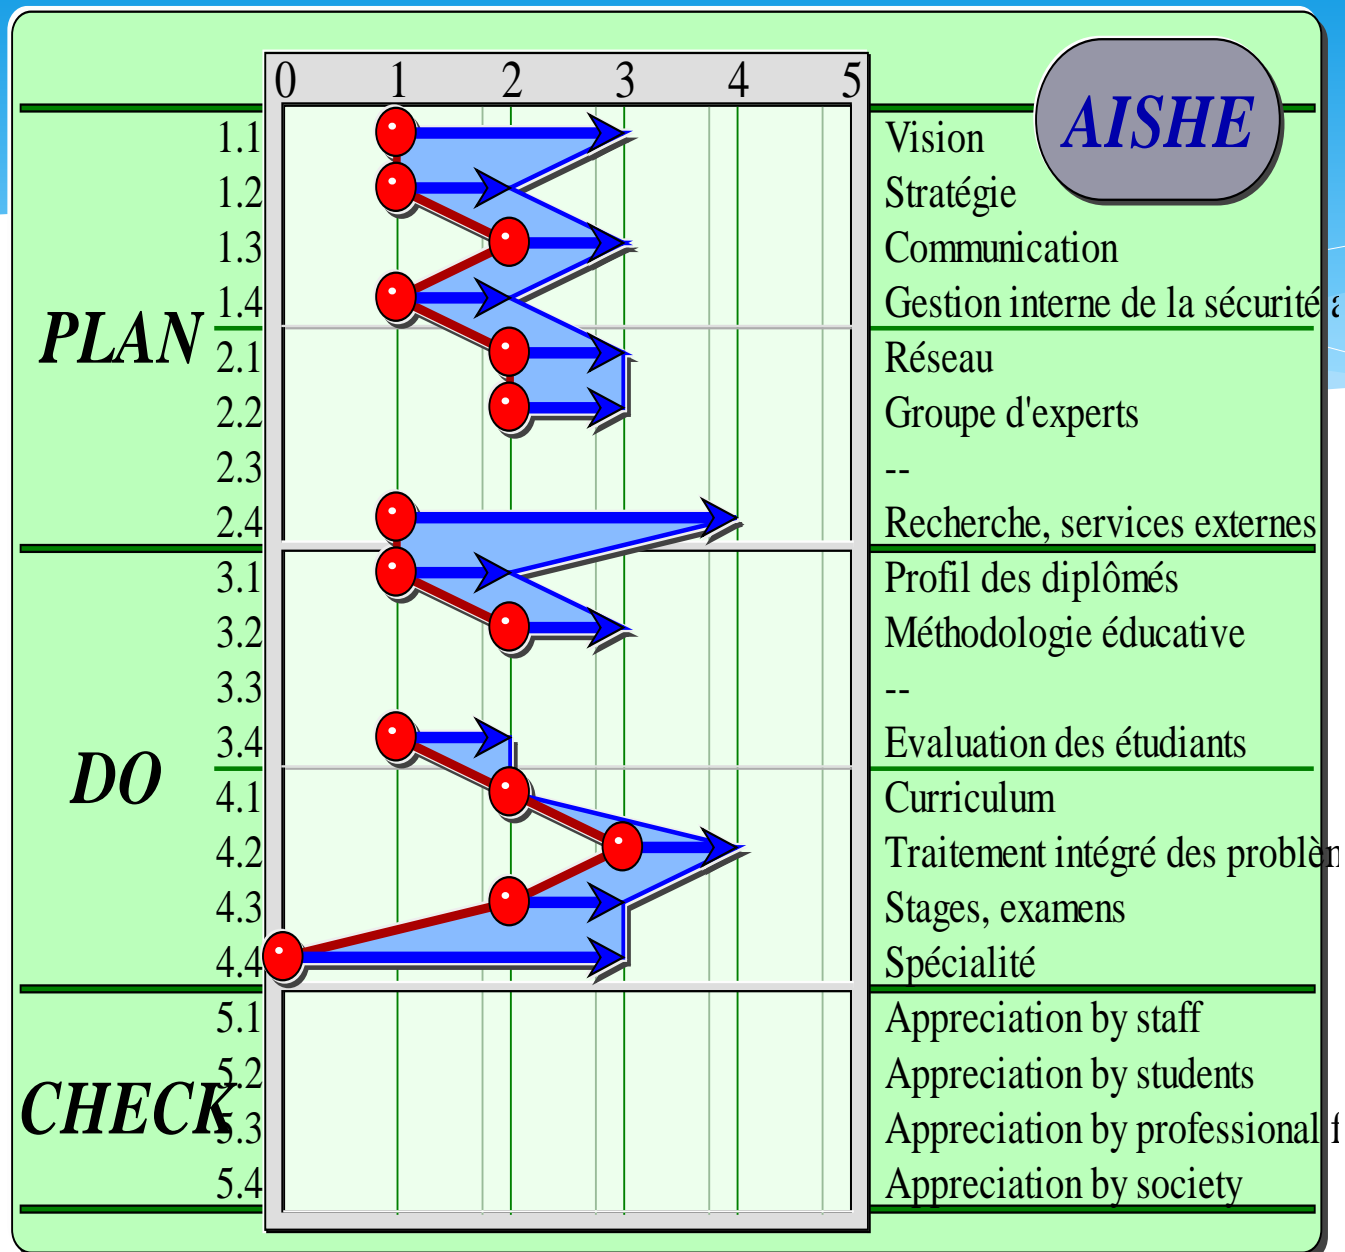 0 1 2 3 4 5
AISHE
1.1 Vision
1.2 Stratégie
1.3 Communication
1.4 Gestion interne de la sécurité
PLAN
2.1 Réseau
2.2 Groupe d'experts
2.3 --
2.4 Recherche, services externes
3.1 Profil des diplômés
3.2 Méthodologie éducative
3.3 --
3.4 Evaluation des étudiants
DO
4.1 Curriculum
4.2 Traitement intégré des
4.3 Stages, examens
4.4 Spécialité
5.1 Appreciation by staff
5.2 Appreciation by students
CHECK
5.3 Appreciation by professional
5.4 Appreciation by society